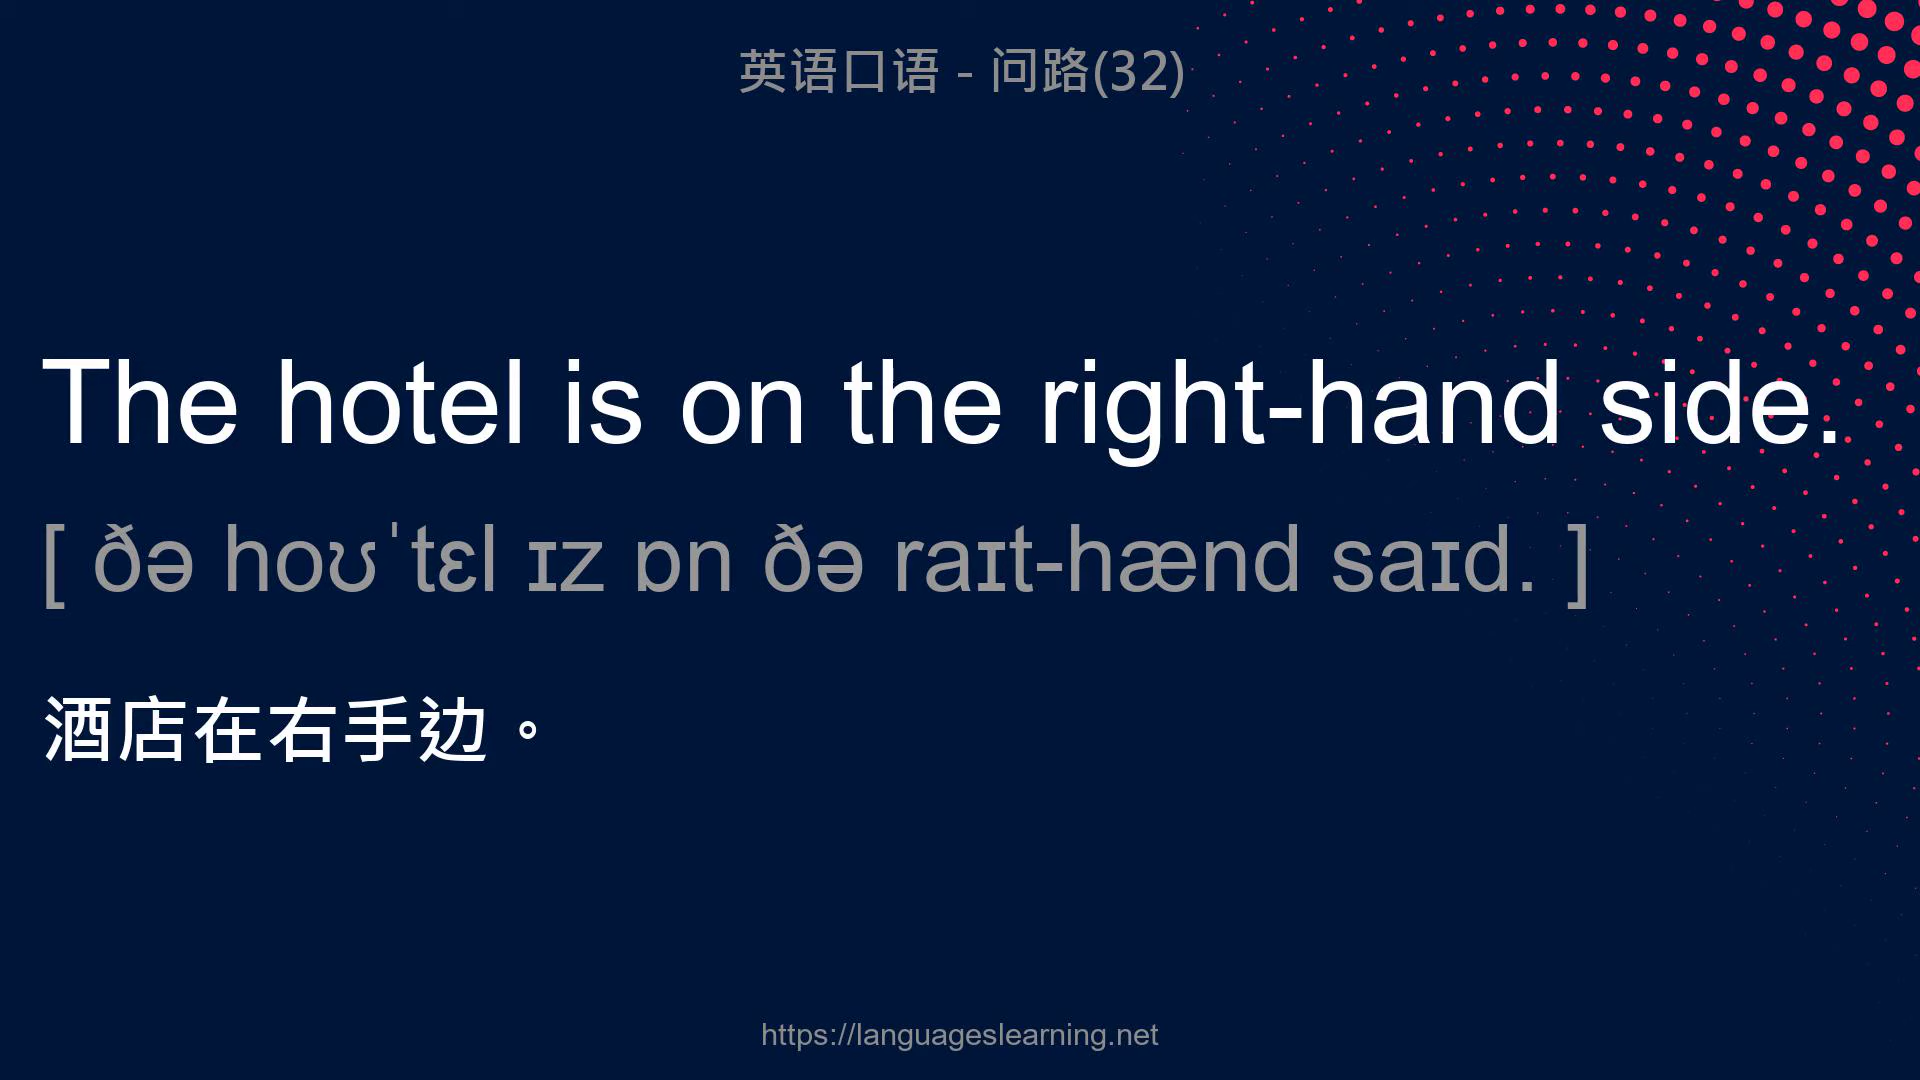 英语口语 - 问路(32)
The hotel is on the right-hand side.
[ ðə hoʊˈtɛl ɪz ɒn ðə raɪt-hænd saɪd. ]
酒店在右手边。
https://languageslearning.net